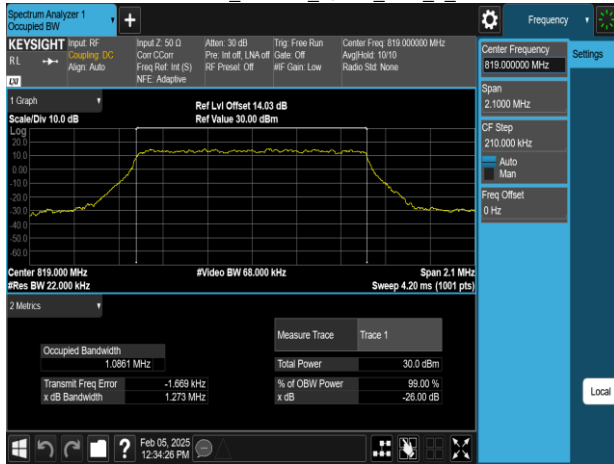 Spectrum Analyzer 1
Occupied BW
Frequency
KEYSIGHT Input: RF Input Z: 50 Ω Atten: 30 dB Trig: Free Run Center Freq: 819.000000 MHz
RL Coupling: DC Corr CCorr Pre: Int off, LNA off Gate: Off Avg|Hold: 10/10
Align: Auto Freq Ref: Int (S) RF Preset: Off #IF Gain: Low Radio Std: None
NFE: Adaptive
LXI
Center Frequency
819.000000 MHz
Settings
Span
2.1000 MHz
CF Step
210.000 kHz
Auto
Man
Freq Offset
0 Hz
1 Graph
Ref Lvl Offset 14.03 dB
Scale/Div 10.0 dB Ref Value 30.00 dBm
Log
20.0
10.0
0.00
-10.0
-20.0
-30.0
-40.0
-50.0
-60.0
Center 819.000 MHz #Video BW 68.000 kHz Span 2.1 MHz
#Res BW 22.000 kHz Sweep 4.20 ms (1001 pts)
2 Metrics
Measure Trace Trace 1
Occupied Bandwidth
1.0861 MHz Total Power 30.0 dBm
Transmit Freq Error -1.669 kHz % of OBW Power 99.00 %
x dB Bandwidth 1.273 MHz x dB -26.00 dB
Local
Feb 05, 2025
12:34:26 PM